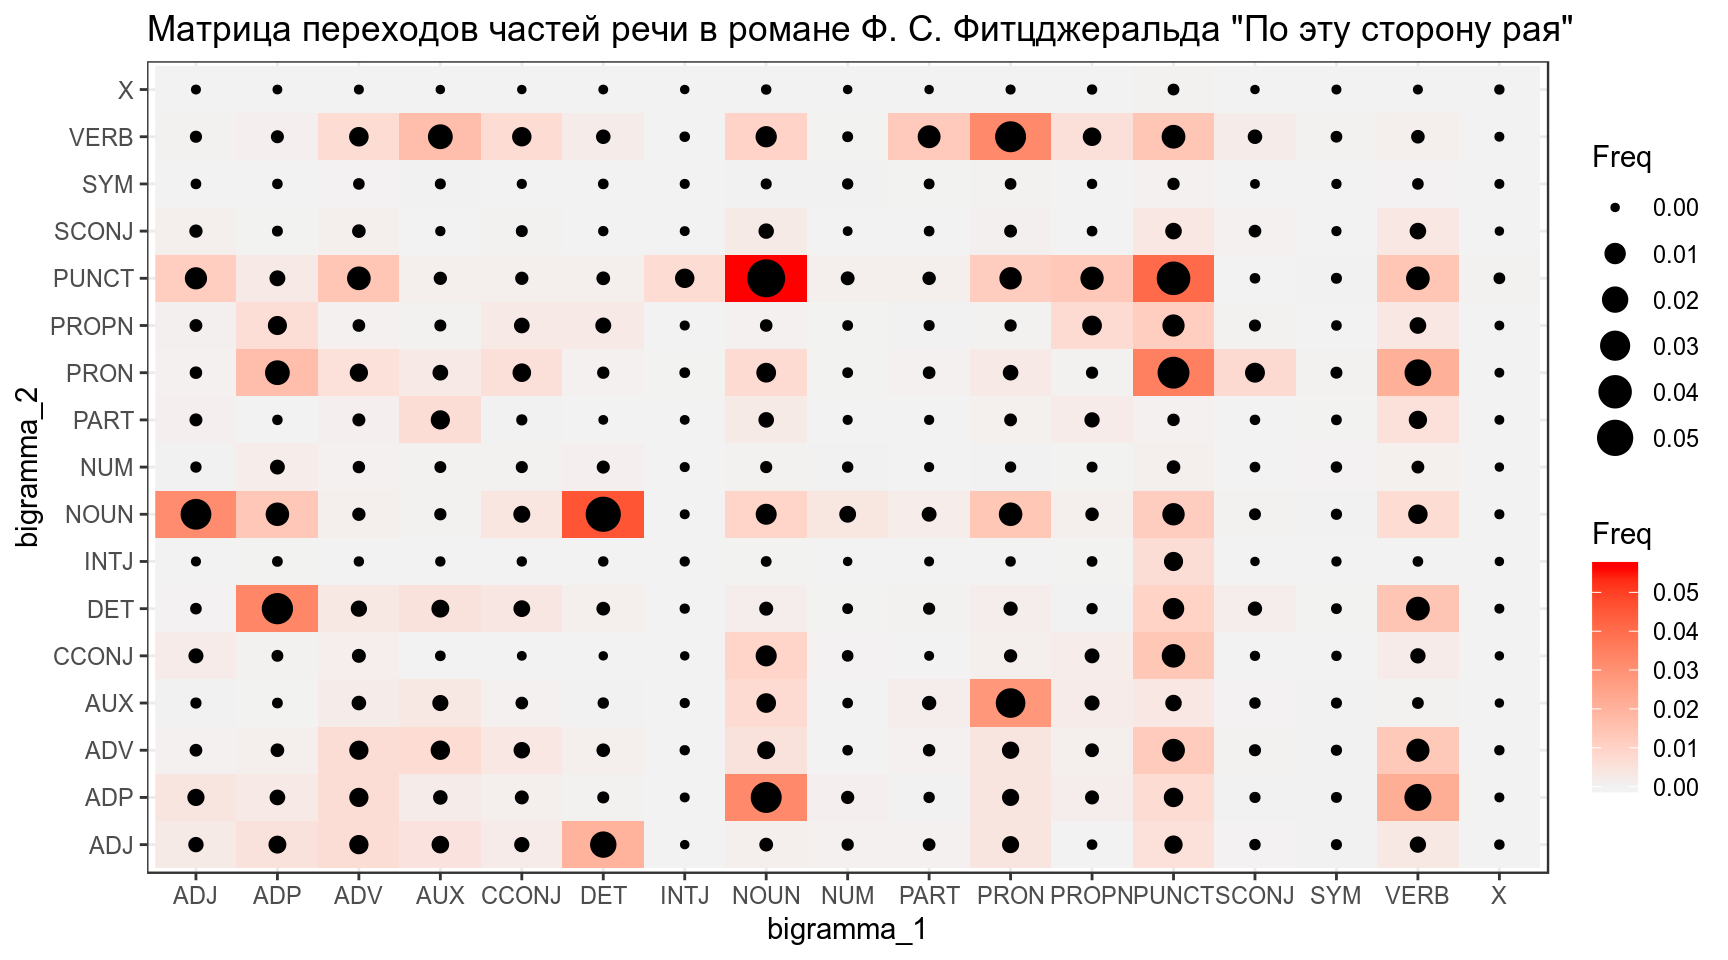 Матрица переходов частей речи в романе Ф. С. Фитцджеральда "По эту сторону рая"
bigramma_2
X
VERB
SYM
SCONJ
PUNCT
PROPN
PRON
PART
NUM
NOUN
INTJ
DET
CCONJ
AUX
ADV
ADP
ADJ
ADJ ADP ADV AUX CCONJ DET INTJ NOUN NUM PART PRON PROPN PUNCT SCONJ SYM VERB X
bigramma_1
Freq
0.00
0.01
0.02
0.03
0.04
0.05
Freq
0.05
0.04
0.03
0.02
0.01
0.00